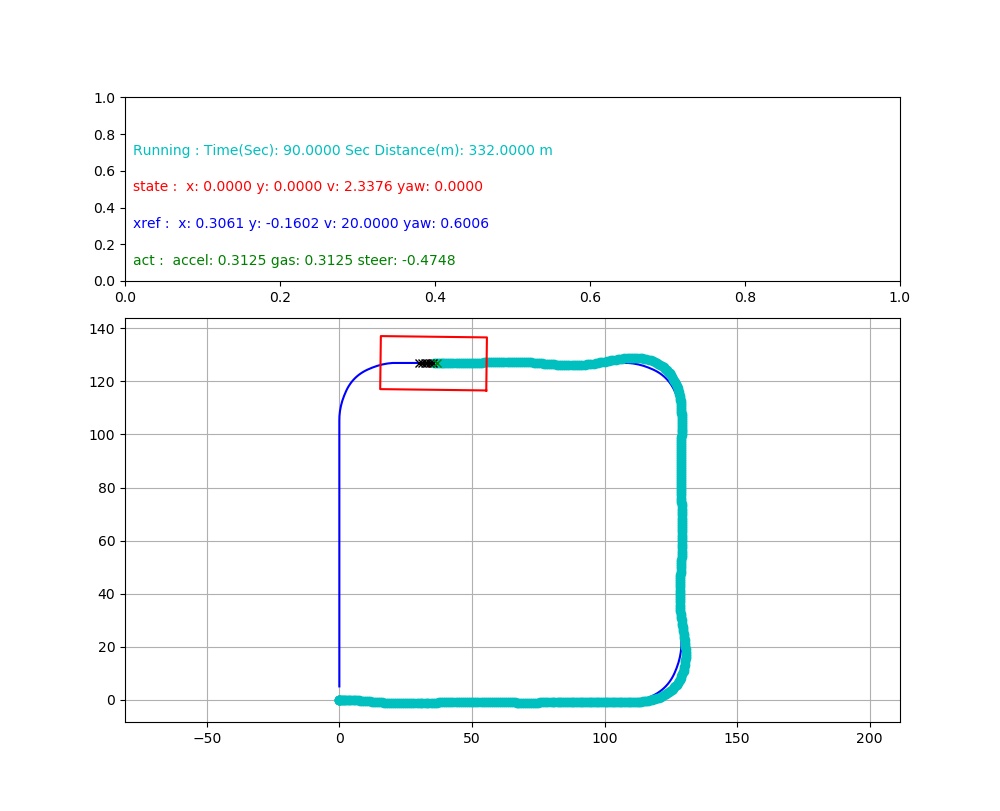 1.0
0.8
Running : Time(Sec): 90.0000 Sec Distance(m): 332.0000 m
0.6
state :  x: 0.0000 y: 0.0000 v: 2.3376 yaw: 0.0000
0.4
xref :  x: 0.3061 y: -0.1602 v: 20.0000 yaw: 0.6006
0.2
act :  accel: 0.3125 gas: 0.3125 steer: -0.4748
0.0
0.0 0.2 0.4 0.6 0.8 1.0
140
120
100
80
60
40
20
0
−50 0 50 100 150 200